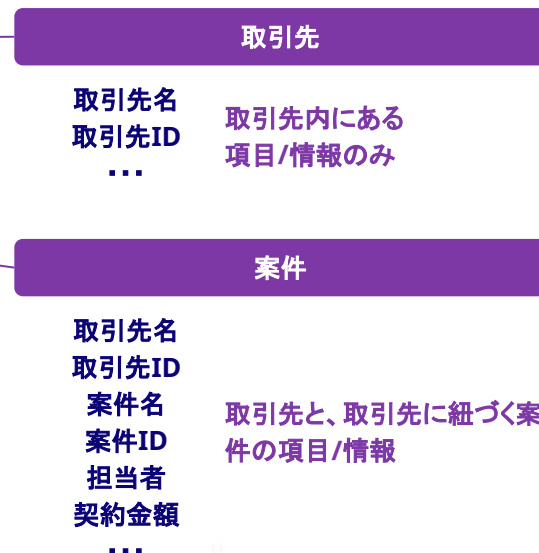 取引先
取引先名
取引先ID
...
取引先内にある
項目/情報のみ
案件
取引先名
取引先ID
案件名
案件ID
担当者
契約金額
...
取引先と、取引先に紐づく案
件の項目/情報